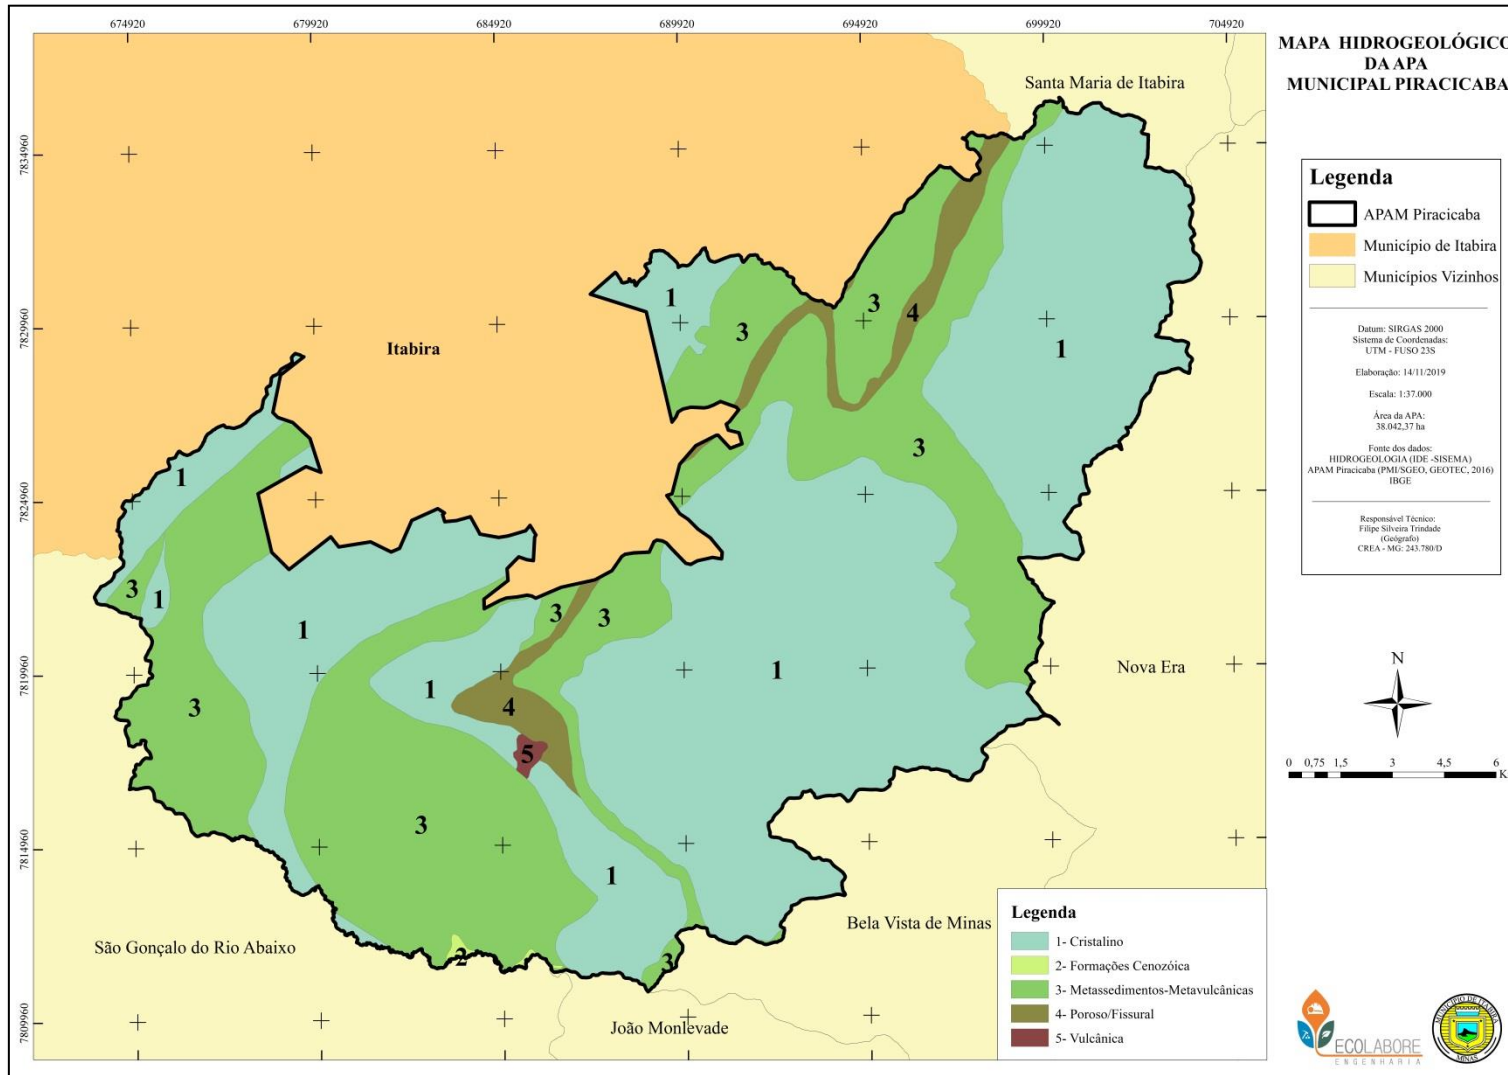 674920
679920
684920
689920
694920
699920
704920
MAPA HIDROGEOLÓGICO
DA APA
MUNICIPAL PIRACICABA
Santa Maria de Itabira
7834960
7829960
7824960
7819960
7814960
7809960
Legenda
APAM Piracicaba
Município de Itabira
Municípios Vizinhos
Datum: SIRGAS 2000
Sistema de Coordenadas:
UTM - FUSO 23S
Elaboração: 14/11/2019
Escala: 1:37.000
Área da APA:
38.042,37 ha
Fonte dos dados:
HIDROGEOLOGIA (IDE -SISEMA)
APAM Piracicaba (PMI/SGEO, GEOTEC, 2016)
IBGE
Responsável Técnico:
Filipe Silveira Trindade
(Geógrafo)
CREA - MG: 243.780/D
1
3
3
4
Itabira
1
3
1
3
1
1
3
3
1
1
Nova Era
3
4
5
3
1
N
0 0,75 1,5 3 4,5 6
K
São Gonçalo do Rio Abaixo
2
3
Bela Vista de Minas
João Monlevade
Legenda
1- Cristalino
2- Formações Cenozóica
3- Metassedimentos-Metavulcânicas
4- Poroso/Fissural
5- Vulcânica
ECOLABORE
ENGENHARIA
MUNICÍPIO DE ITABIRA
MINAS